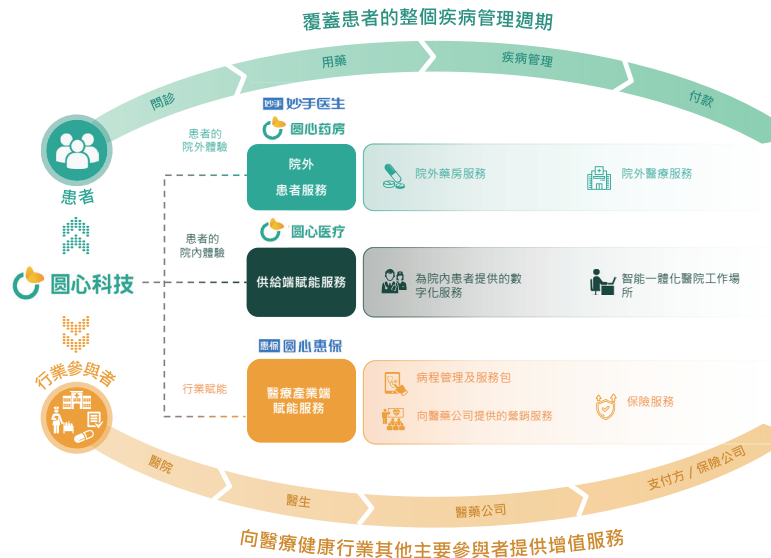 覆蓋患者的整個疾病管理週期
問診
用藥
疾病管理
付款
妙手 妙手医生
圆心药房
患者的
院外體驗
院外
患者服務
院外藥房服務
院外醫療服務
患者
圆心医疗
患者的
院內體驗
供給端賦能服務
為院內患者提供的數
字化服務
智能一體化醫院工作場
所
圆心科技
惠保 圆心惠保
行業參與者
行業賦能
醫療產業端
賦能服務
病程管理及服務包
向醫藥公司提供的營銷服務
保險服務
醫院
醫生
醫藥公司
支付方 / 保險公司
向醫療健康行業其他主要參與者提供增值服務